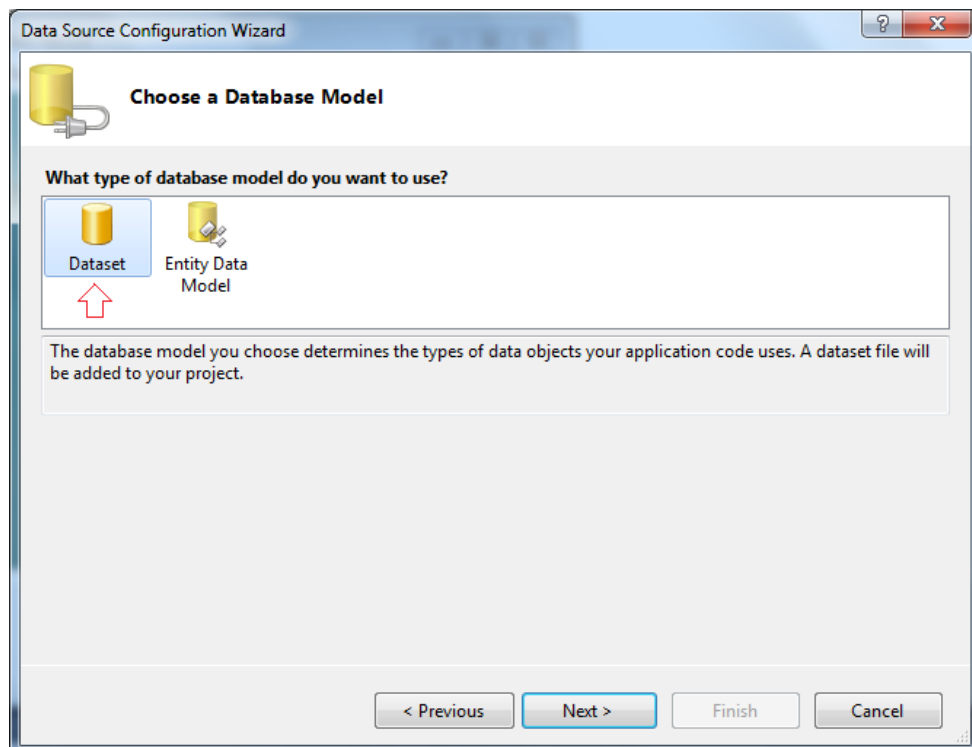 Data Source Configuration Wizard
?
X
Choose a Database Model
What type of database model do you want to use?
Dataset
Entity Data
Model
The database model you choose determines the types of data objects your application code uses. A dataset file will
be added to your project.
< Previous
Next >
Finish
Cancel